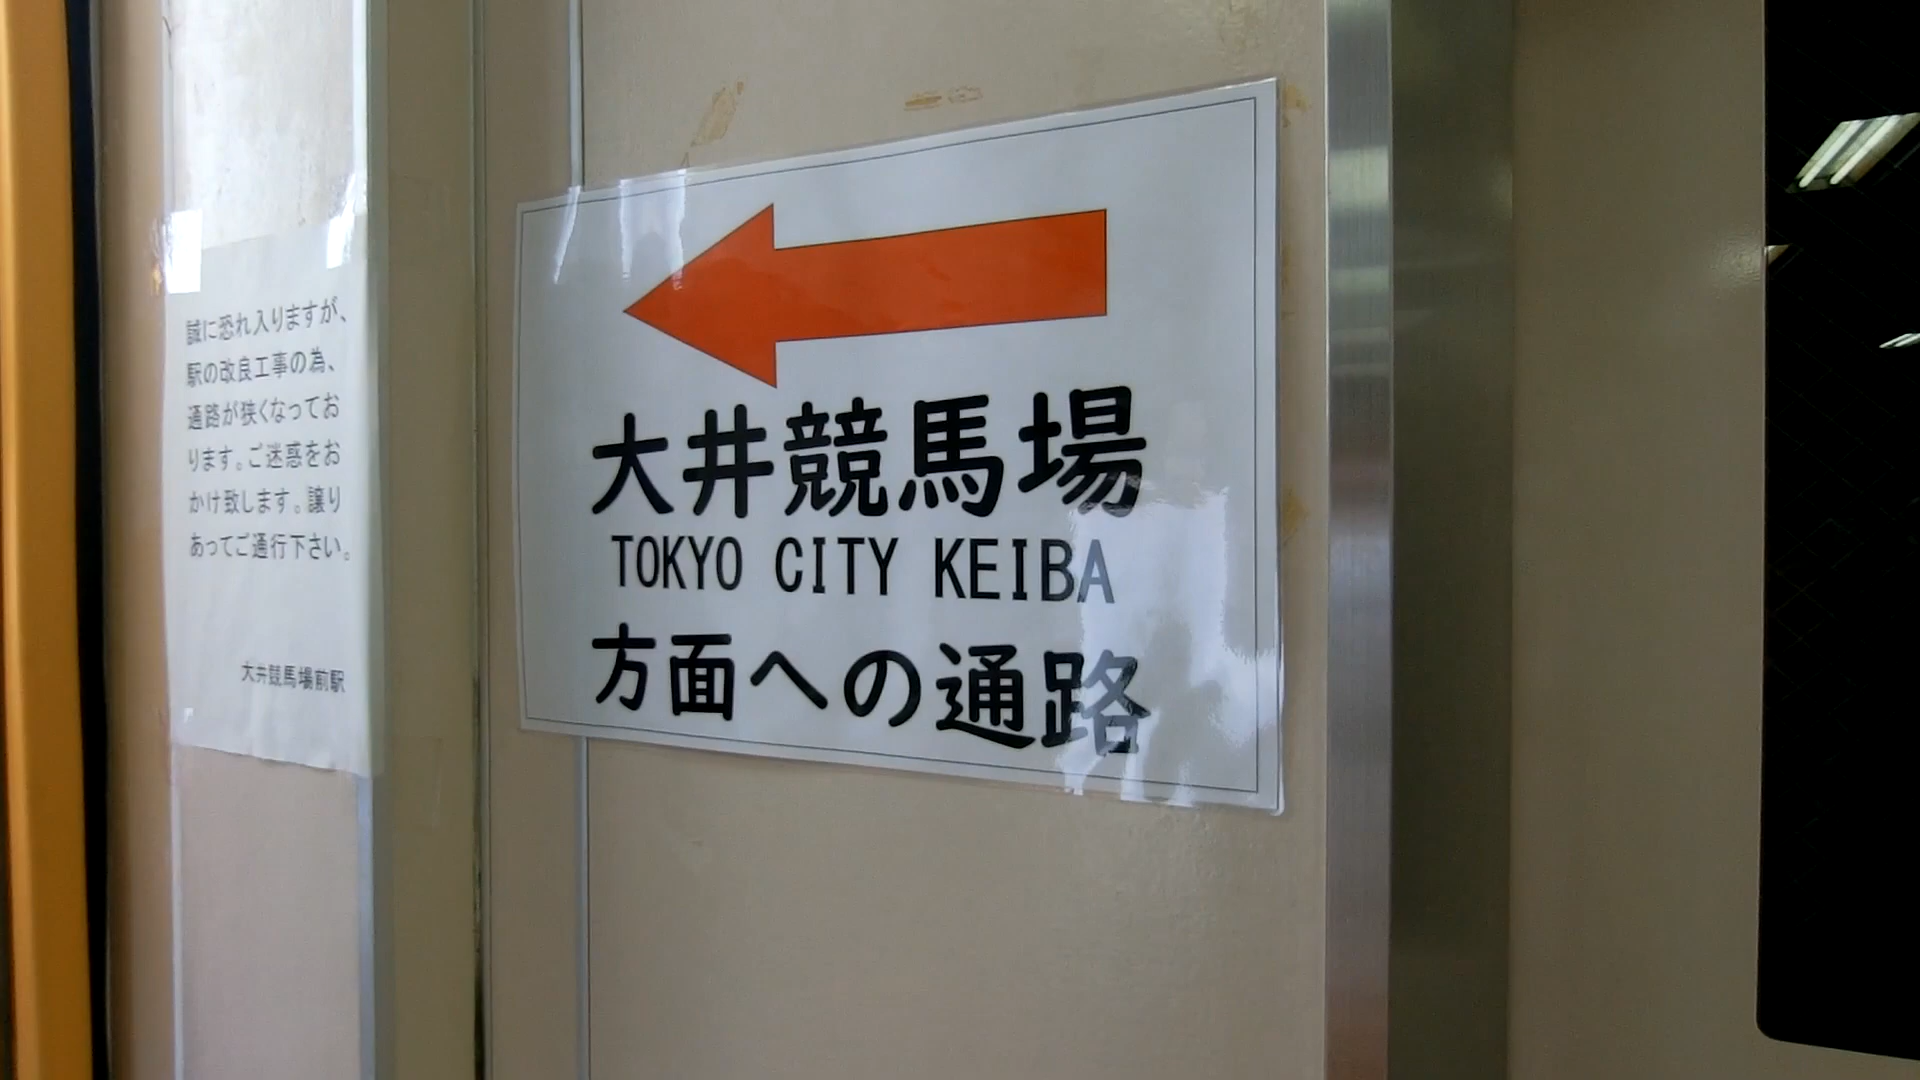 誠に恐れ入りますが、
駅の改良工事の為、
通路が狭くなってお
ります。ご迷惑をお
かけ致します。譲り
あってご通行下さい。
大井競馬場前駅
大井競馬場
TOKYO CITY KEIBA
方面への通路